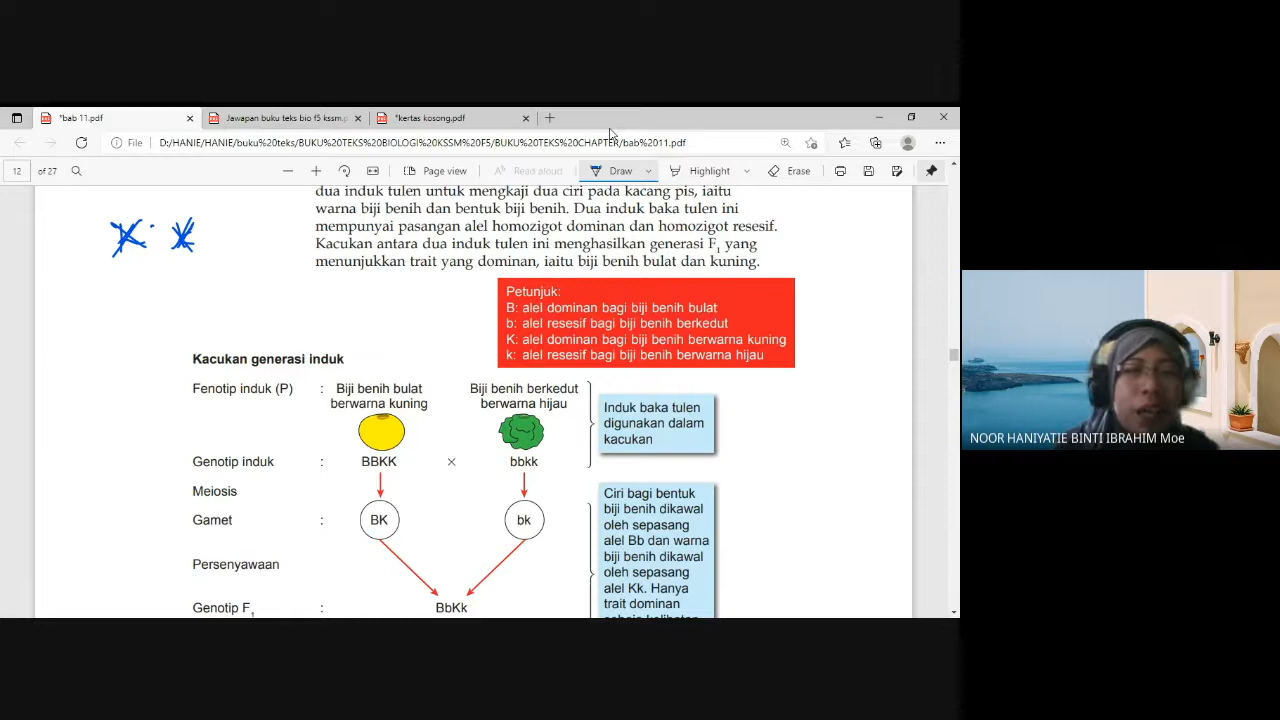 *bab 11.pdf
Jawapan buku teks bio f5 kssm.p
*kertas kosong.pdf
File
D:/HANIE/HANIE/buku%20teks/BUKU%20TEKS%20BIOLOGI%20KSSM%20F5/BUKU%20TEKS%20CHAPTER/bab%2011.pdf
12 of 27
Page view
Read aloud
Draw
Highlight
Erase
dua induk tulen untuk mengkaji dua ciri pada kacang pis, iaitu
warna biji benih dan bentuk biji benih. Dua induk baka tulen ini
mempunyai pasangan alel homozigot dominan dan homozigot resesif.
Kacukan antara dua induk tulen ini menghasilkan generasi F1 yang
menunjukkan trait yang dominan, iaitu biji benih bulat dan kuning.
Petunjuk:
B: alel dominan bagi biji benih bulat
b: alel resesif bagi biji benih berkedut
K: alel dominan bagi biji benih berwarna kuning
k: alel resesif bagi biji benih berwarna hijau
Kacukan generasi induk
Fenotip induk (P) : Biji benih bulat
berwarna kuning
Biji benih berkedut
berwarna hijau
Induk baka tulen
digunakan dalam
kacukan
Genotip induk : BBKK × bbkk
Meiosis
Gamet : BK bk
Ciri bagi bentuk
biji benih dikawal
oleh sepasang
alel Bb dan warna
biji benih dikawal
oleh sepasang
alel Kk. Hanya
trait dominan
Persenyawaan
Genotip F1 : BbKk
NOOR HANIYATIE BINTI IBRAHIM Moe